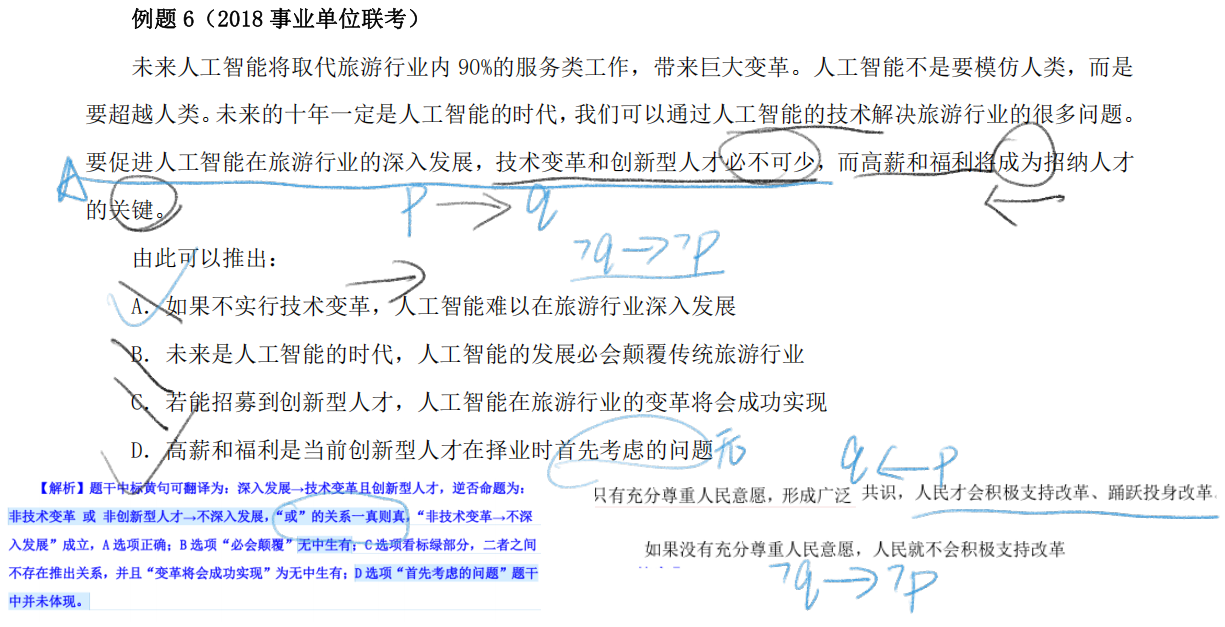 例题 6（2018 事业单位联考）
未来人工智能将取代旅游行业内 90%的服务类工作，带来巨大变革。人工智能不是要模仿人类，而是
要超越人类。未来的十年一定是人工智能的时代，我们可以通过人工智能的技术解决旅游行业的很多问题。
要促进人工智能在旅游行业的深入发展，技术变革和创新型人才必不可少，而高薪和福利将成为招纳人才
A
的关键。
p → q
←
¬q → ¬p
由此可以推出：
→
A．如果不实行技术变革，人工智能难以在旅游行业深入发展
B．未来是人工智能的时代，人工智能的发展必会颠覆传统旅游行业
C．若能招募到创新型人才，人工智能在旅游行业的变革将会成功实现
D．高薪和福利是当前创新型人才在择业时首先考虑的问题 无
【解析】题干中标黄句可翻译为：深入发展→技术变革且创新型人才，逆否命题为：
非技术变革 或 非创新型人才→不深入发展，“或”的关系一真则真，“非技术变革→不深
入发展”成立，A 选项正确；B 选项“必会颠覆”无中生有；C 选项看标绿部分，二者之间
不存在推出关系，并且“变革将会成功实现”为无中生有；D 选项“首先考虑的问题”题干
中并未体现。
q ← p
只有充分尊重人民意愿，形成广泛 共识，人民才会积极支持改革、踊跃投身改革.
如果没有充分尊重人民意愿，人民就不会积极支持改革
¬q → ¬p